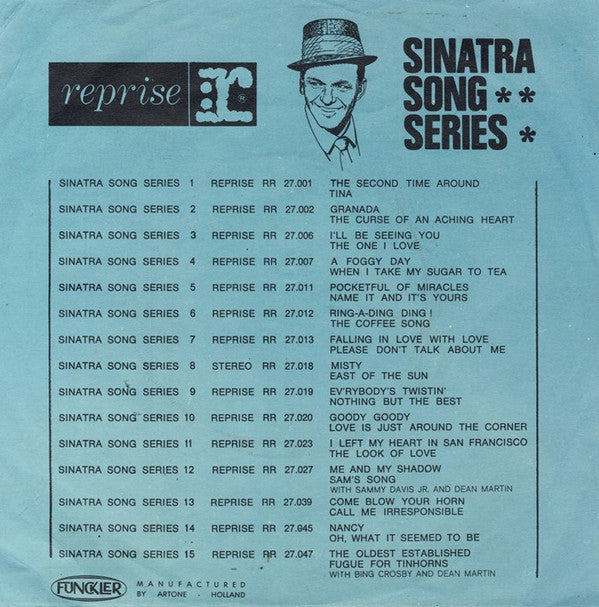 reprise r®
SINATRA
SONG **
SERIES *
SINATRA SONG SERIES 1 REPRISE RR 27.001 THE SECOND TIME AROUND
TINA
SINATRA SONG SERIES 2 REPRISE RR 27.002 GRANADA
THE CURSE OF AN ACHING HEART
SINATRA SONG SERIES 3 REPRISE RR 27.006 I'LL BE SEEING YOU
THE ONE I LOVE
SINATRA SONG SERIES 4 REPRISE RR 27.007 A FOGGY DAY
WHEN I TAKE MY SUGAR TO TEA
SINATRA SONG SERIES 5 REPRISE RR 27.011 POCKETFUL OF MIRACLES
NAME IT AND IT'S YOURS
SINATRA SONG SERIES 6 REPRISE RR 27.012 RING-A-DING DING!
THE COFFEE SONG
SINATRA SONG SERIES 7 REPRISE RR 27.013 FALLING IN LOVE WITH LOVE
PLEASE DON'T TALK ABOUT ME
SINATRA SONG SERIES 8 STEREO RR 27.018 MISTY
EAST OF THE SUN
SINATRA SONG SERIES 9 REPRISE RR 27.019 EV'RYBODY'S TWISTIN'
NOTHING BUT THE BEST
SINATRA SONG SERIES 10 REPRISE RR 27.020 GOODY GOODY
LOVE IS JUST AROUND THE CORNER
SINATRA SONG SERIES 11 REPRISE RR 27.023 I LEFT MY HEART IN SAN FRANCISCO
THE LOOK OF LOVE
SINATRA SONG SERIES 12 REPRISE RR 27.027 ME AND MY SHADOW
SAM'S SONG
WITH SAMMY DAVIS JR. AND DEAN MARTIN
SINATRA SONG SERIES 13 REPRISE RR 27.039 COME BLOW YOUR HORN
CALL ME IRRESPONSIBLE
SINATRA SONG SERIES 14 REPRISE RR 27.045 NANCY
OH, WHAT IT SEEMED TO BE
SINATRA SONG SERIES 15 REPRISE RR 27.047 THE OLDEST ESTABLISHED
FUGUE FOR TINHORNS
WITH BING CROSBY AND DEAN MARTIN
FUNCKLER
MANUFACTURED
BY ARTONE - HOLLAND